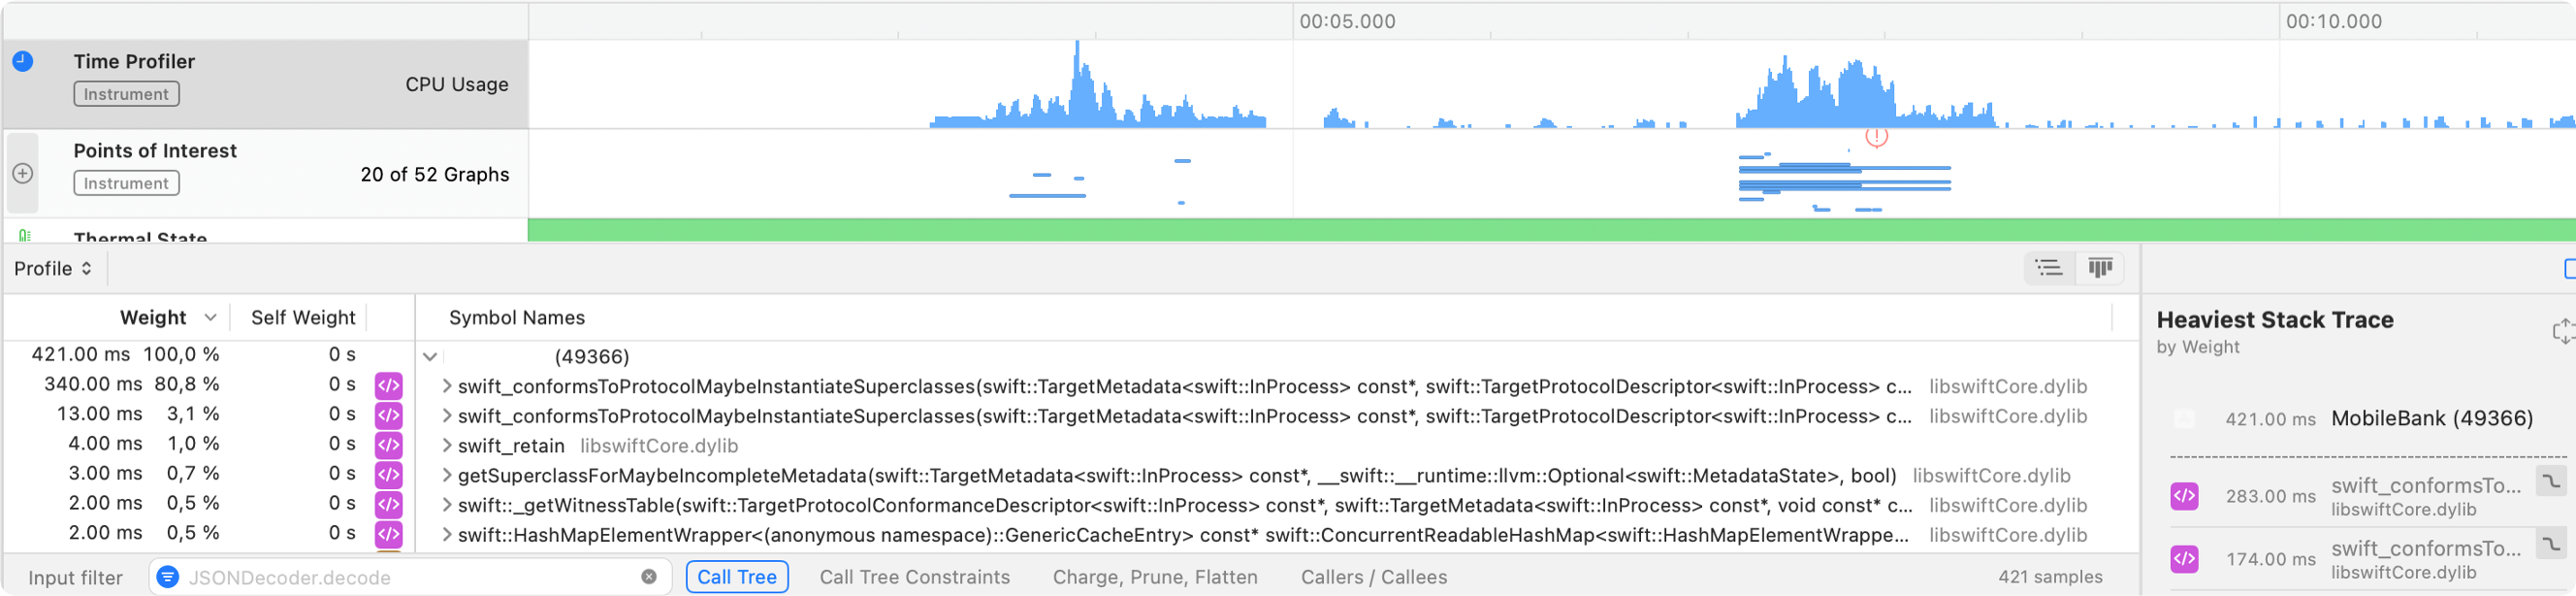 00:05.000 00:10.000
Time Profiler
Instrument
CPU Usage
Points of Interest
Instrument
20 of 52 Graphs
Thermal State
Profile
Weight Self Weight Symbol Names
421.00 ms 100,0 % 0 s (49366)
340.00 ms 80,8 % 0 s swift_conformsToProtocolMaybeInstantiateSuperclasses(swift::TargetMetadata<swift::InProcess> const*, swift::TargetProtocolDescriptor<swift::InProcess> c... libswiftCore.dylib
13.00 ms 3,1 % 0 s swift_conformsToProtocolMaybeInstantiateSuperclasses(swift::TargetMetadata<swift::InProcess> const*, swift::TargetProtocolDescriptor<swift::InProcess> c... libswiftCore.dylib
4.00 ms 1,0 % 0 s swift_retain libswiftCore.dylib
3.00 ms 0,7 % 0 s getSuperclassForMaybeIncompleteMetadata(swift::TargetMetadata<swift::InProcess> const*, __swift::__runtime::llvm::Optional<swift::MetadataState>, bool) libswiftCore.dylib
2.00 ms 0,5 % 0 s swift::_getWitnessTable(swift::TargetProtocolConformanceDescriptor<swift::InProcess> const*, swift::TargetMetadata<swift::InProcess> const*, void const* c... libswiftCore.dylib
2.00 ms 0,5 % 0 s swift::HashMapElementWrapper<(anonymous namespace)::GenericCacheEntry> const* swift::ConcurrentReadableHashMap<swift::HashMapElementWrappe... libswiftCore.dylib
Input filter JSONDecoder.decode Call Tree Call Tree Constraints Charge, Prune, Flatten Callers / Callees 421 samples
Heaviest Stack Trace
by Weight
421.00 ms MobileBank (49366)
283.00 ms swift_conformsTo...
libswiftCore.dylib
174.00 ms swift_conformsTo...
libswiftCore.dylib